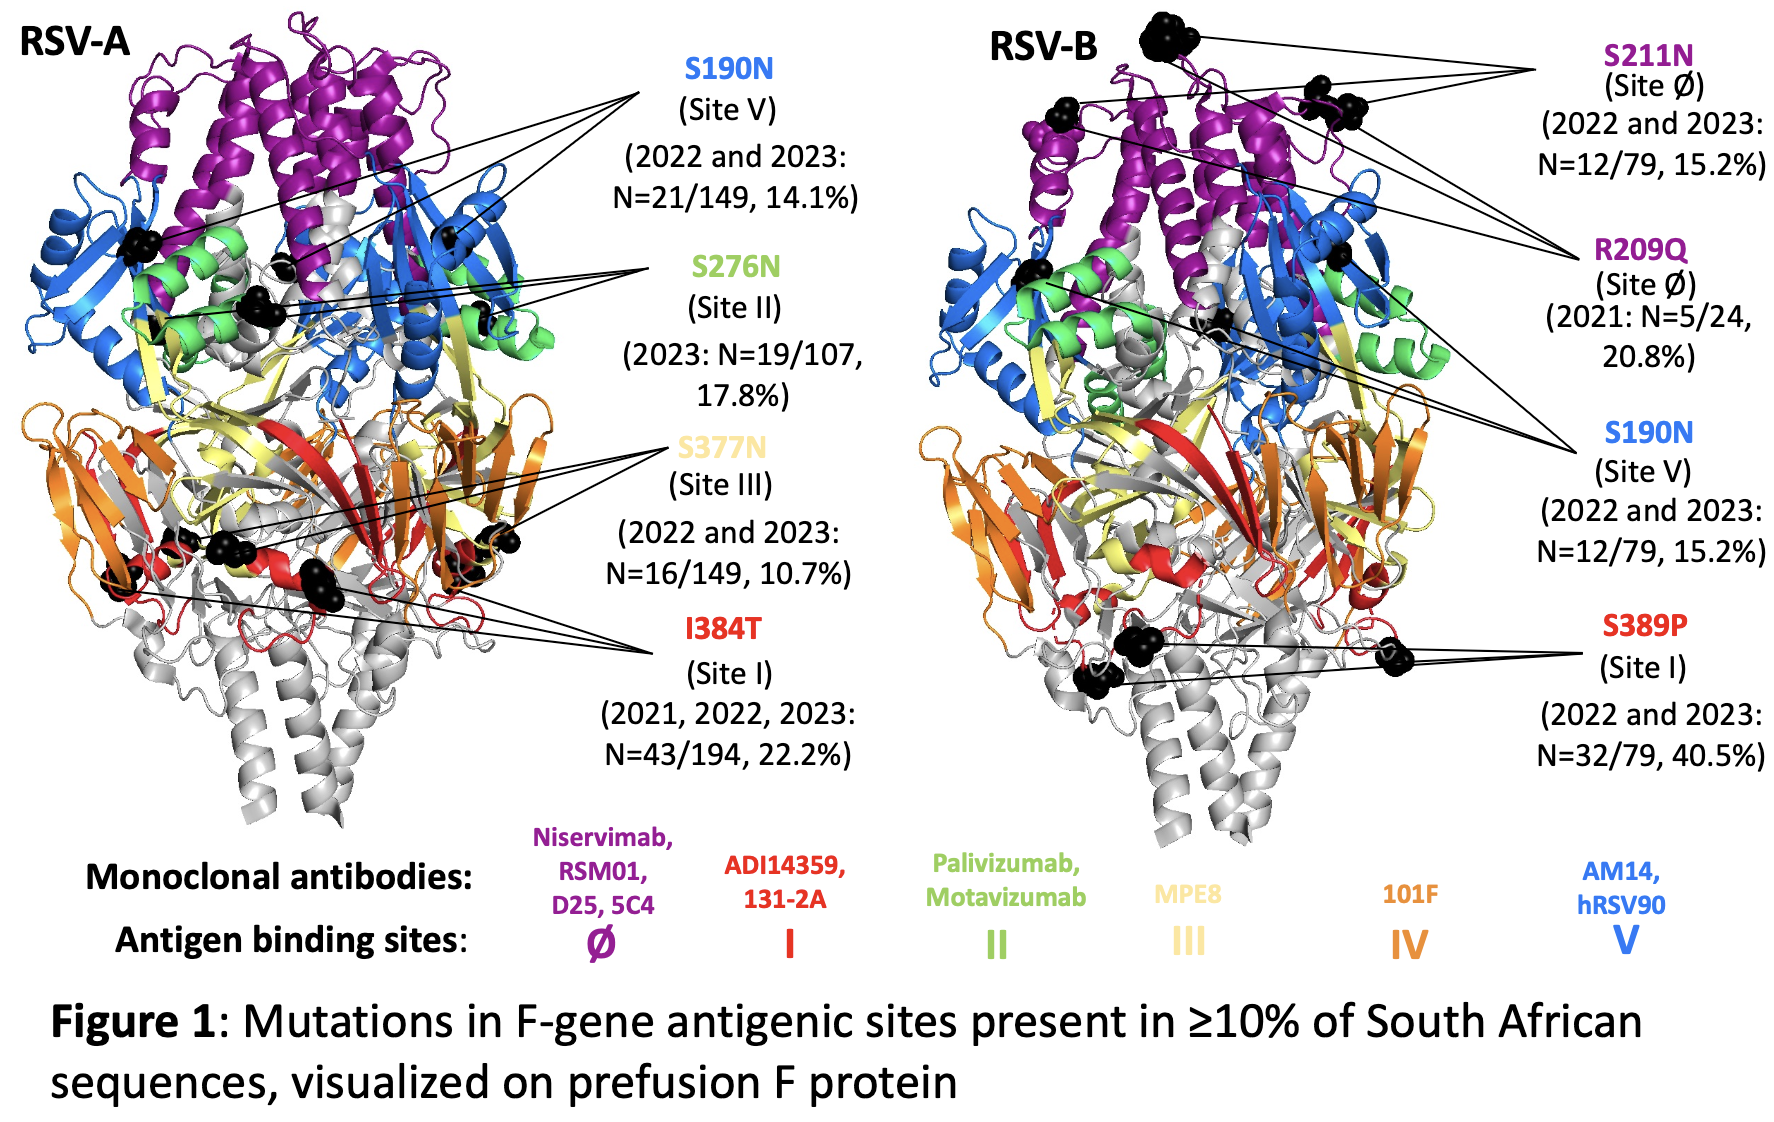 RSV-A
S190N
(Site V)
(2022 and 2023:
N=21/149, 14.1%)
S276N
(Site II)
(2023: N=19/107,
17.8%)
S377N
(Site III)
(2022 and 2023:
N=16/149, 10.7%)
I384T
(Site I)
(2021, 2022, 2023:
N=43/194, 22.2%)
RSV-B
S211N
(Site Ø)
(2022 and 2023:
N=12/79, 15.2%)
R209Q
(Site Ø)
(2021: N=5/24,
20.8%)
S190N
(Site V)
(2022 and 2023:
N=12/79, 15.2%)
S389P
(Site I)
(2022 and 2023:
N=32/79, 40.5%)
Monoclonal antibodies:
Niservimab,
RSM01,
D25, 5C4
ADI14359,
131-2A
Palivizumab,
Motavizumab
MPE8
101F
AM14,
hRSV90
Antigen binding sites:
Ø
I
II
III
IV
V
Figure 1: Mutations in F-gene antigenic sites present in ≥10% of South African
sequences, visualized on prefusion F protein